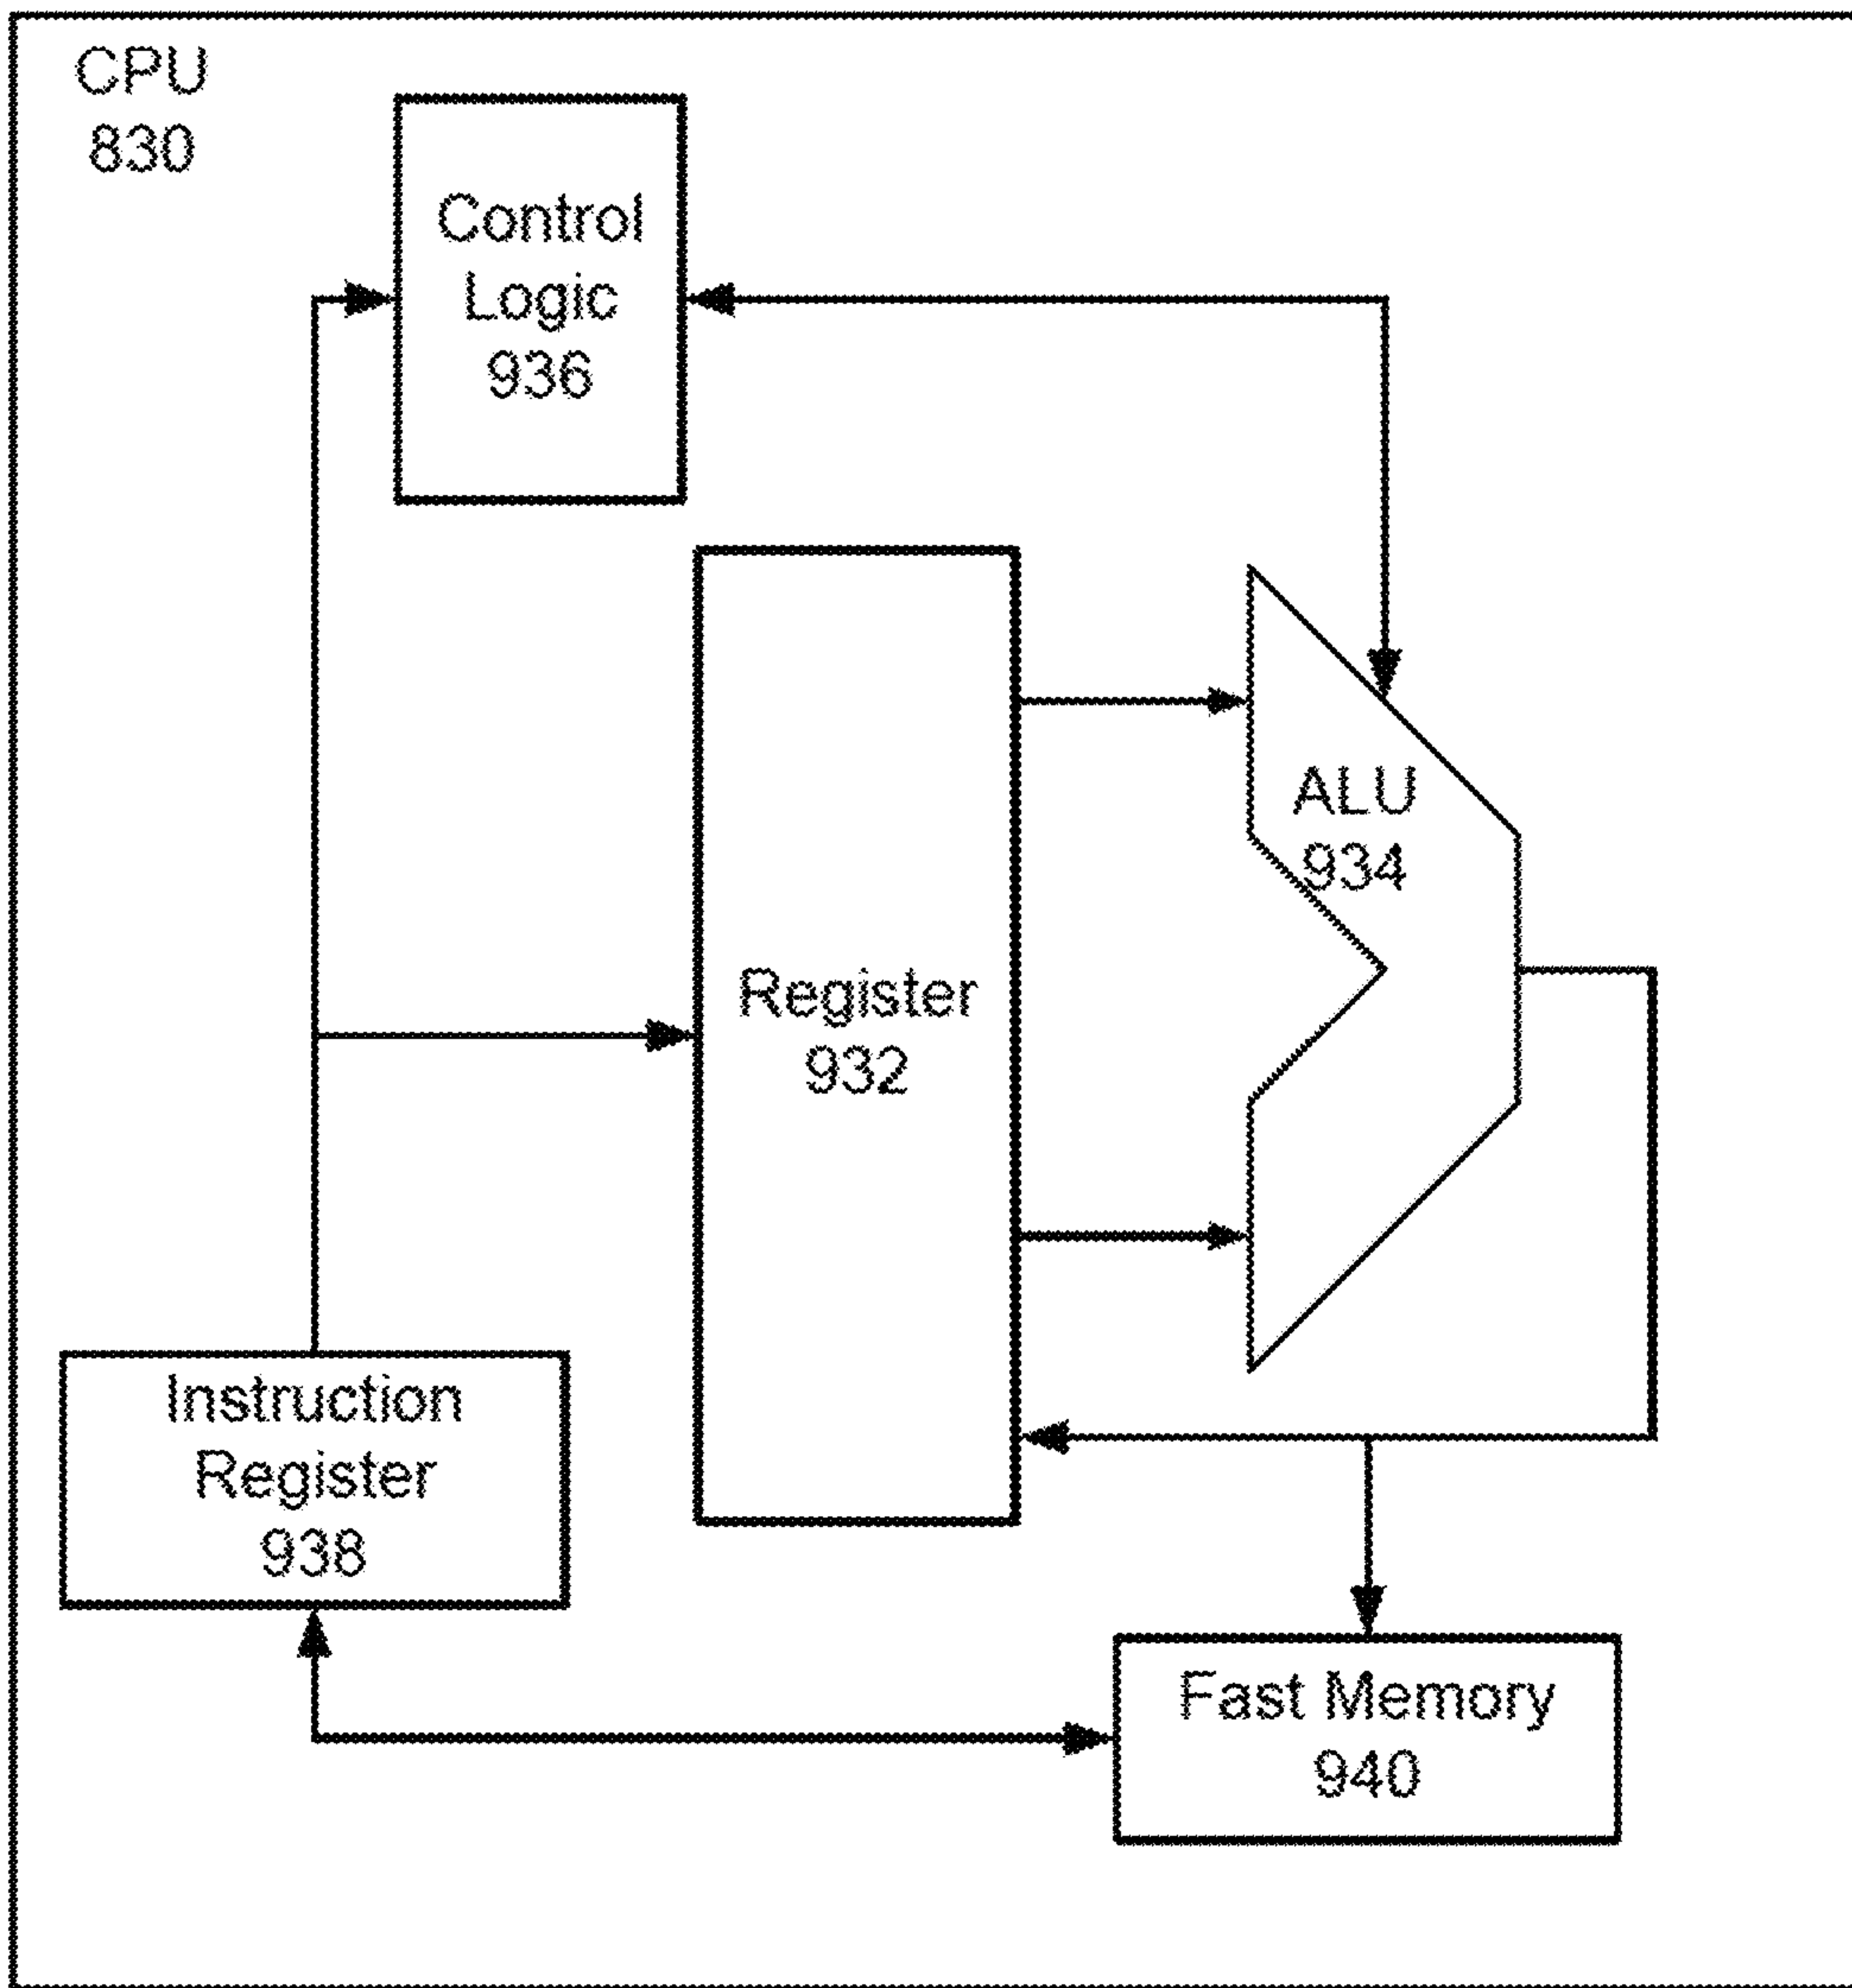 CPU
830
Control
Logic
936
ALU
934
Register
932
Instruction
Register
938
Fast Memory
940